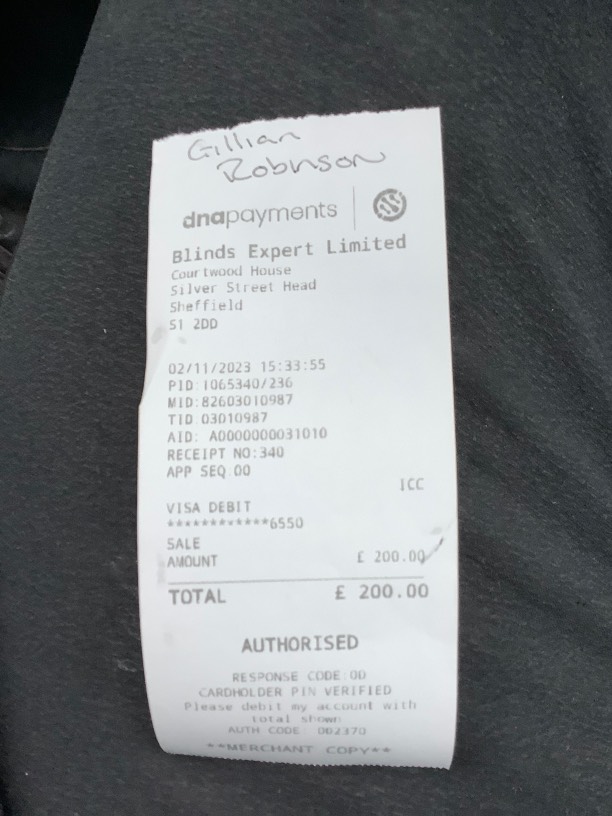 Gillian
Robinson
dnapayments
Blinds Expert Limited
Courtwood House
Silver Street Head
Sheffield
S1 2DD
02/11/2023 15:33:55
PID:1065340/236
MID:82603010987
TID:03010987
AID: A0000000031010
RECEIPT NO:340
APP SEQ:00
ICC
VISA DEBIT
************6550
SALE
AMOUNT £ 200.00
TOTAL £ 200.00
AUTHORISED
RESPONSE CODE:00
CARDHOLDER PIN VERIFIED
Please debit my account with
total shown
AUTH CODE: 002370
**MERCHANT COPY**